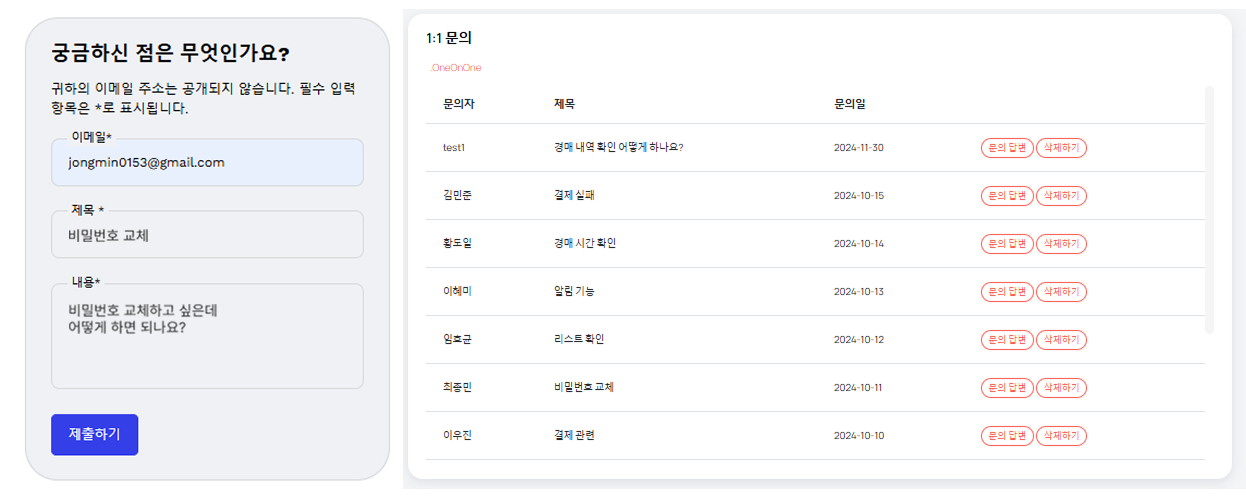 궁금하신 점은 무엇인가요?
귀하의 이메일 주소는 공개되지 않습니다. 필수 입력
항목은 *로 표시됩니다.
이메일*
jongmin0153@gmail.com
제목 *
비밀번호 교체
내용*
비밀번호 교체하고 싶은데
어떻게 하면 되나요?
제출하기
1:1 문의
.OneOnOne
문의자 제목 문의일
test1 경매 내역 확인 어떻게 하나요? 2024-11-30 문의 답변 삭제하기
김민준 결제 실패 2024-10-15 문의 답변 삭제하기
황도일 경매 시간 확인 2024-10-14 문의 답변 삭제하기
이혜미 알림 기능 2024-10-13 문의 답변 삭제하기
임호균 리스트 확인 2024-10-12 문의 답변 삭제하기
최종민 비밀번호 교체 2024-10-11 문의 답변 삭제하기
이우진 결제 관련 2024-10-10 문의 답변 삭제하기